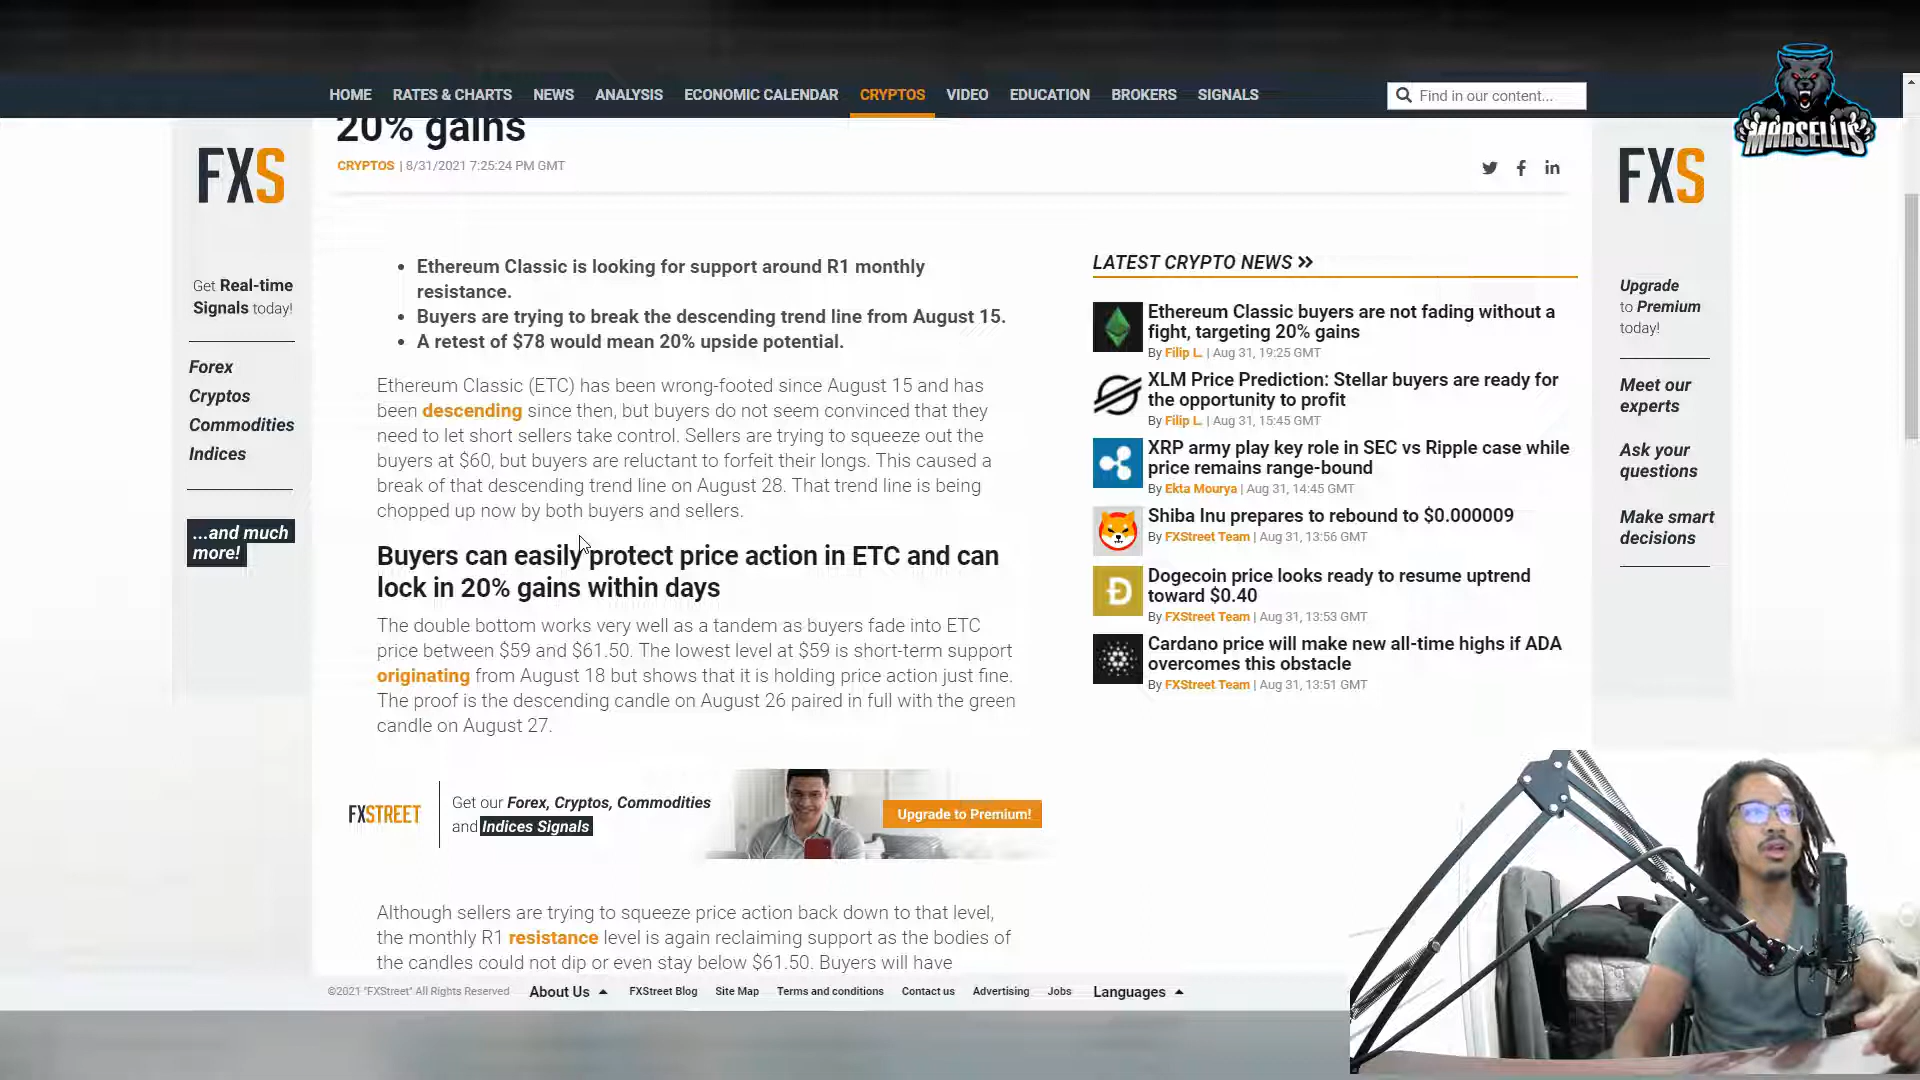 HOME RATES & CHARTS NEWS ANALYSIS ECONOMIC CALENDAR CRYPTOS VIDEO EDUCATION BROKERS SIGNALS
Find in our content...
MARSELLIS
20% gains
CRYPTOS | 8/31/2021 7:25:24 PM GMT
FXS
Get Real-time
Signals today!
Forex
Cryptos
Commodities
Indices
...and much
more!
• Ethereum Classic is looking for support around R1 monthly
resistance.
• Buyers are trying to break the descending trend line from August 15.
• A retest of $78 would mean 20% upside potential.
Ethereum Classic (ETC) has been wrong-footed since August 15 and has
been descending since then, but buyers do not seem convinced that they
need to let short sellers take control. Sellers are trying to squeeze out the
buyers at $60, but buyers are reluctant to forfeit their longs. This caused a
break of that descending trend line on August 28. That trend line is being
chopped up now by both buyers and sellers.
Buyers can easily protect price action in ETC and can
lock in 20% gains within days
The double bottom works very well as a tandem as buyers fade into ETC
price between $59 and $61.50. The lowest level at $59 is short-term support
originating from August 18 but shows that it is holding price action just fine.
The proof is the descending candle on August 26 paired in full with the green
candle on August 27.
FXSTREET
Get our Forex, Cryptos, Commodities
and Indices Signals
Upgrade to Premium!
Although sellers are trying to squeeze price action back down to that level,
the monthly R1 resistance level is again reclaiming support as the bodies of
the candles could not dip or even stay below $61.50. Buyers will have
LATEST CRYPTO NEWS »
Ethereum Classic buyers are not fading without a
fight, targeting 20% gains
By Filip L. | Aug 31, 19:25 GMT
XLM Price Prediction: Stellar buyers are ready for
the opportunity to profit
By Filip L. | Aug 31, 15:45 GMT
XRP army play key role in SEC vs Ripple case while
price remains range-bound
By Ekta Mourya | Aug 31, 14:45 GMT
Shiba Inu prepares to rebound to $0.000009
By FXStreet Team | Aug 31, 13:56 GMT
Dogecoin price looks ready to resume uptrend
toward $0.40
By FXStreet Team | Aug 31, 13:53 GMT
Cardano price will make new all-time highs if ADA
overcomes this obstacle
By FXStreet Team | Aug 31, 13:51 GMT
FXS
Upgrade
to Premium
today!
Meet our
experts
Ask your
questions
Make smart
decisions
©2021 "FXStreet" All Rights Reserved About Us FXStreet Blog Site Map Terms and conditions Contact us Advertising Jobs Languages